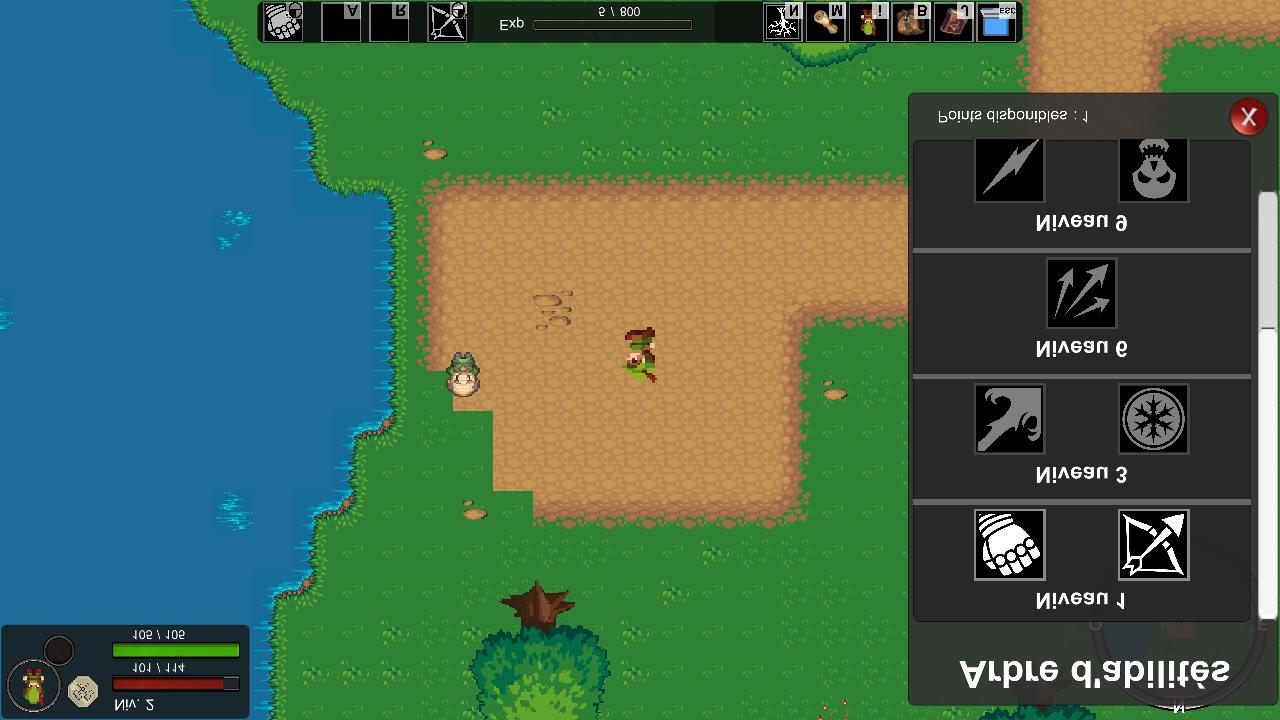 Niv. 2
101 / 114
105 / 105
Arbre d'abilités
Niveau 1
Niveau 3
Niveau 6
Niveau 9
Points disponibles : 1
X
N
A
R
Exp
5 / 800
N
M
I
B
J
esc